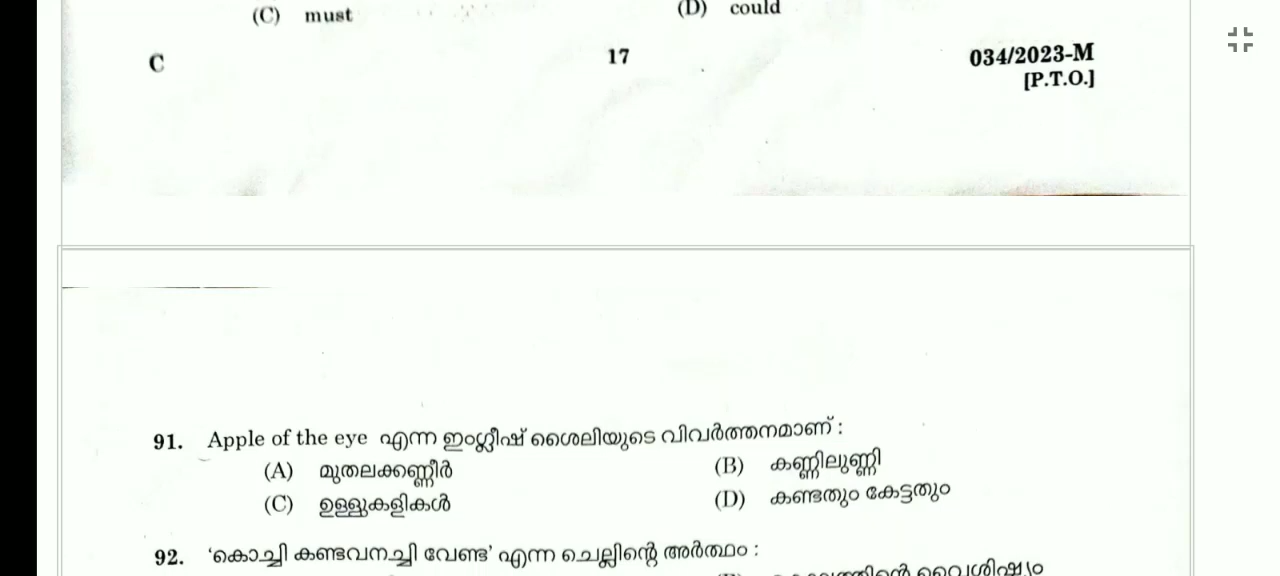 (C) must (D) could
C 17 034/2023-M
[P.T.O.]
91. Apple of the eye എന്ന ഇംഗ്ലീഷ് ശൈലിയുടെ വിവർത്തനമാണ് :
(A) മുതലക്കണ്ണീർ (B) കണ്ണിലുണ്ണി
(C) ഉള്ളുകളികൾ (D) കണ്ടതും കേട്ടതും
92. 'കൊച്ചി കണ്ടവനച്ചി വേണ്ട' എന്ന ചെല്ലിന്റെ അർത്ഥം :
വൈശിഷ്ട്യം